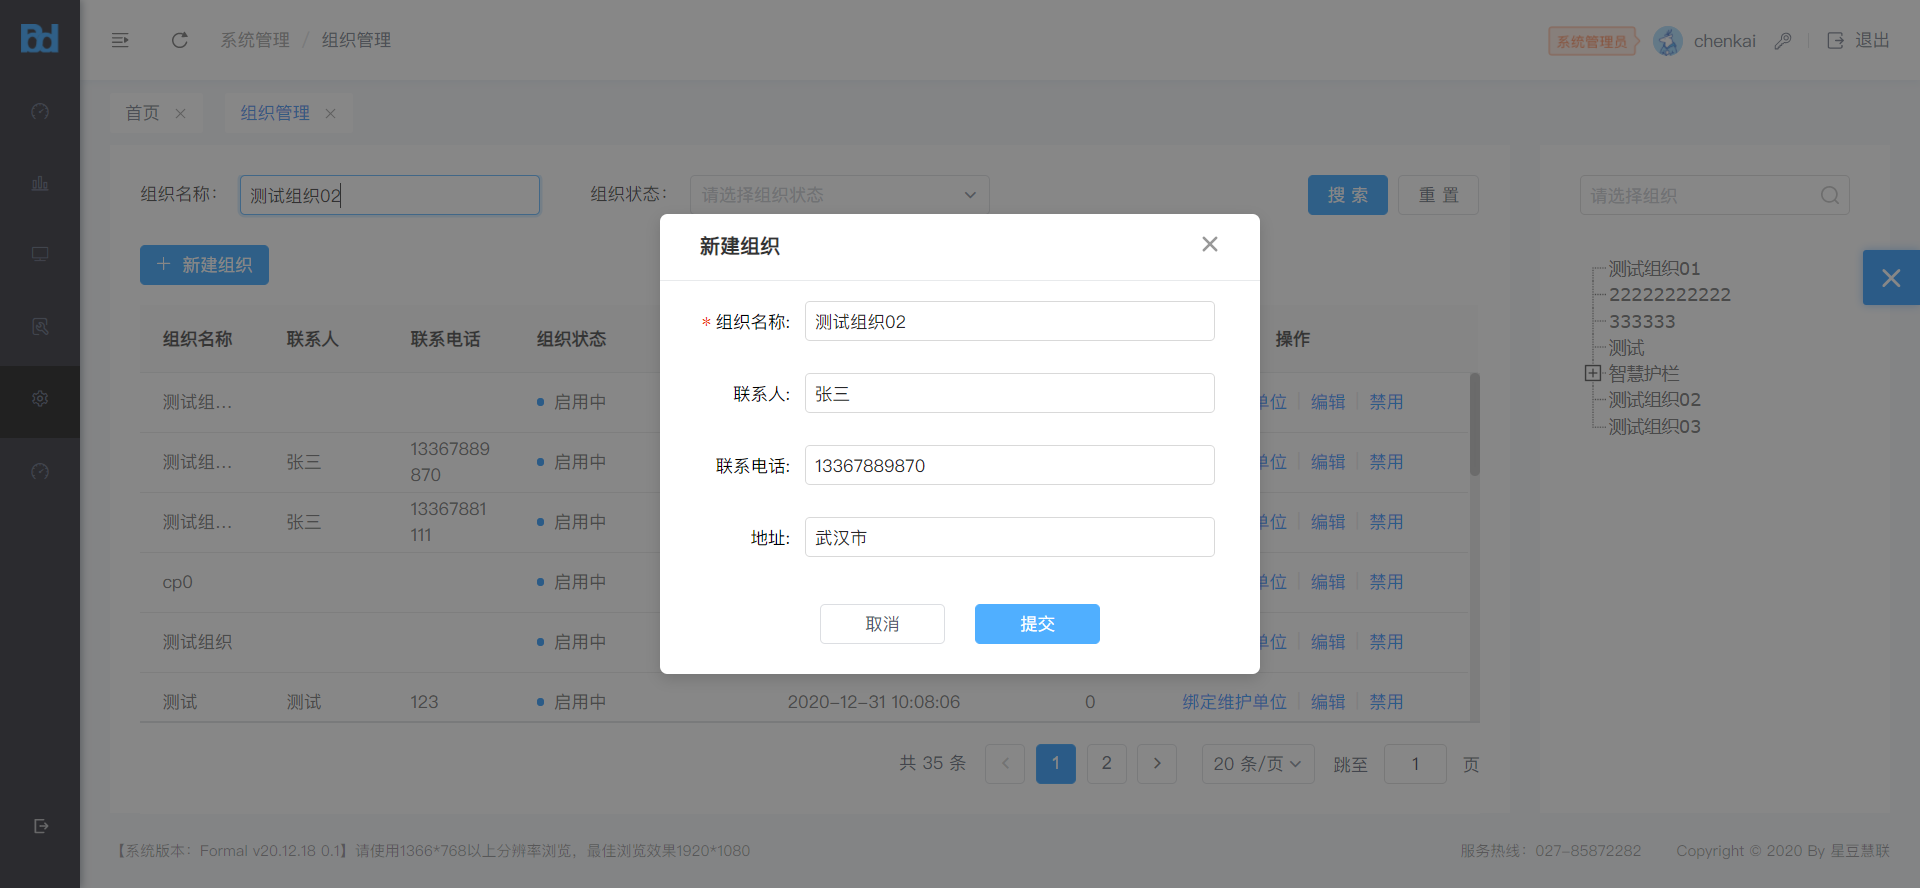 系统管理 / 组织管理
系统管理员 chenkai 退出
首页 × 组织管理 ×
组织名称: 测试组织02 组织状态: 请选择组织状态 搜 索 重 置
请选择组织
+ 新建组织
组织名称 联系人 联系电话 组织状态 操作
测试组... 启用中 单位 编辑 禁用
测试组... 张三 13367889870 启用中 单位 编辑 禁用
测试组... 张三 13367881111 启用中 单位 编辑 禁用
cp0 启用中 单位 编辑 禁用
测试组织 启用中 单位 编辑 禁用
测试 测试 123 启用中 2020-12-31 10:08:06 0 绑定维护单位 编辑 禁用
共 35 条 1 2 20 条/页 跳至 1 页
新建组织
* 组织名称: 测试组织02
联系人: 张三
联系电话: 13367889870
地址: 武汉市
取消 提交
测试组织01
22222222222
333333
测试
智慧护栏
测试组织02
测试组织03
【系统版本：Formal v20.12.18 0.1】请使用1366*768以上分辨率浏览，最佳浏览效果1920*1080
服务热线：027-85872282 Copyright © 2020 By 星豆慧联